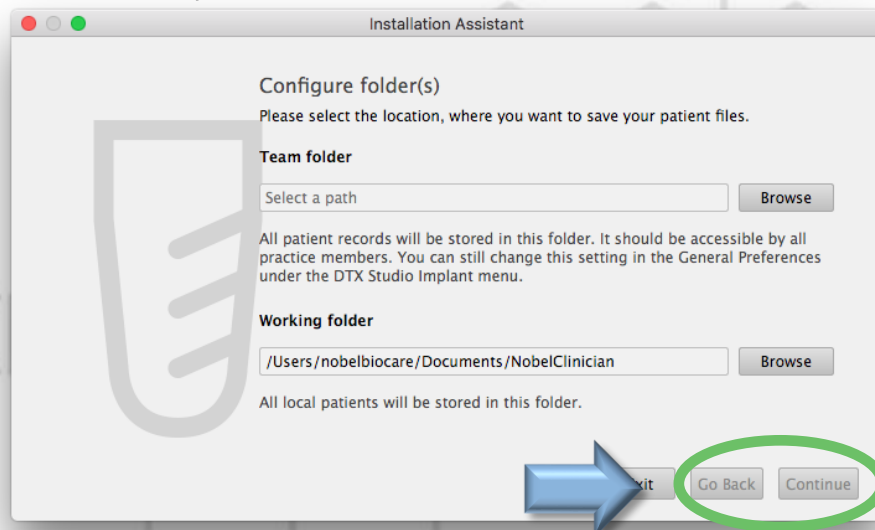 Installation Assistant
Configure folder(s)
Please select the location, where you want to save your patient files.
Team folder
Select a path
Browse
All patient records will be stored in this folder. It should be accessible by all
practice members. You can still change this setting in the General Preferences
under the DTX Studio Implant menu.
Working folder
/Users/nobelbiocare/Documents/NobelClinician
Browse
All local patients will be stored in this folder.
Go Back
Continue